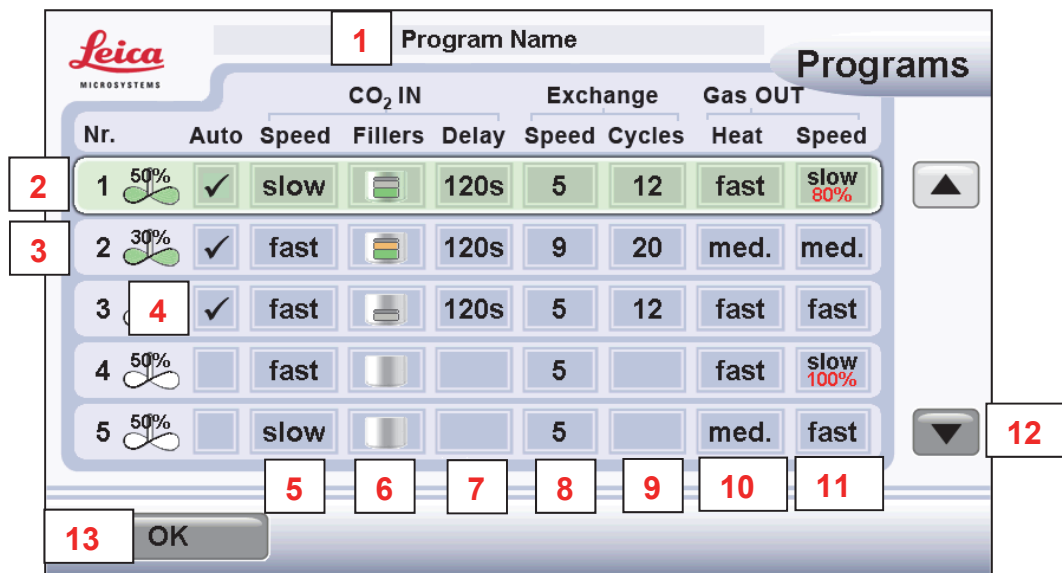 Leica
MICROSYSTEMS
1 Program Name
Programs
CO₂ IN Exchange Gas OUT
Nr. Auto Speed Fillers Delay Speed Cycles Heat Speed
2 1 50% ✓ slow 120s 5 12 fast slow 80%
3 2 30% ✓ fast 120s 9 20 med. med.
3 4 ✓ fast 120s 5 12 fast fast
4 50% fast 5 fast slow 100%
5 50% slow 5 med. fast
12
5 6 7 8 9 10 11
13 OK